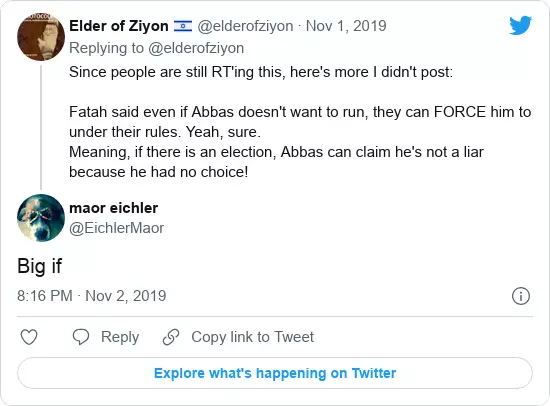 Elder of Ziyon 🇮🇱 @elderofziyon · Nov 1, 2019
Replying to @elderofziyon
Since people are still RT'ing this, here's more I didn't post:
Fatah said even if Abbas doesn't want to run, they can FORCE him to
under their rules. Yeah, sure.
Meaning, if there is an election, Abbas can claim he's not a liar
because he had no choice!
maor eichler
@EichlerMaor
Big if
8:16 PM · Nov 2, 2019
Reply
Copy link to Tweet
Explore what's happening on Twitter